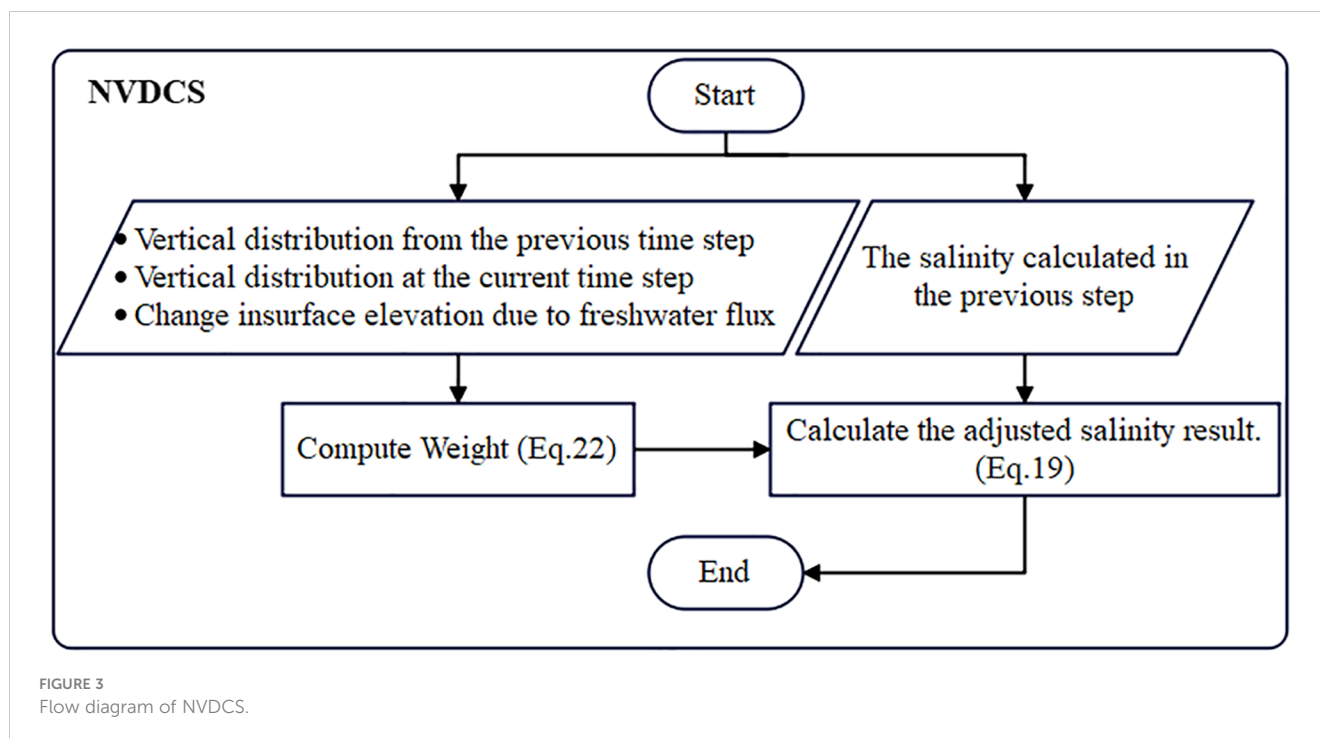 NVDCS
Start
• Vertical distribution from the previous time step
• Vertical distribution at the current time step
• Change insurface elevation due to freshwater flux
The salinity calculated in
the previous step
Compute Weight (Eq.22)
Calculate the adjusted salinity result.
(Eq.19)
End
FIGURE 3
Flow diagram of NVDCS.